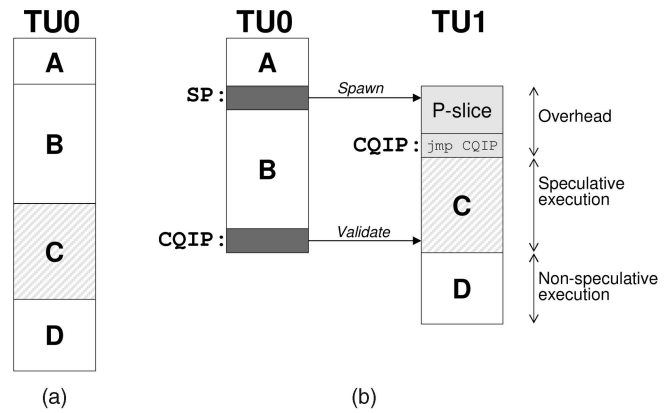 TU0
A
B
C
D
(a)
TU0 TU1
A
SP: Spawn
P-slice
Overhead
CQIP: jmp CQIP
B
C
Speculative
execution
CQIP: Validate
D
Non-speculative
execution
(b)